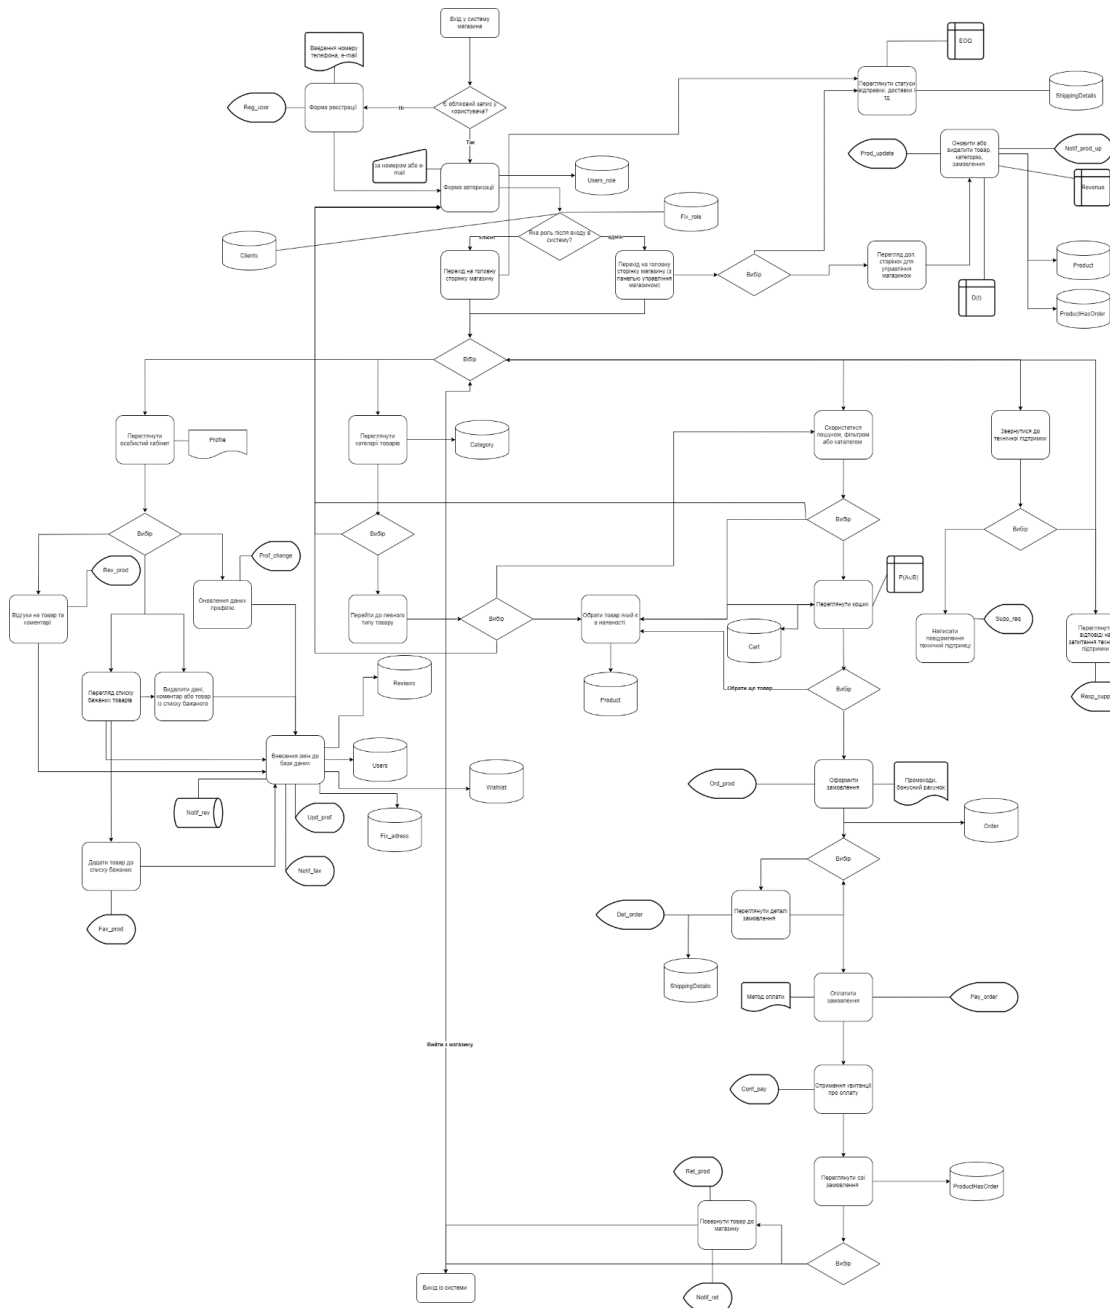 Вхід у систему
магазина
EOQ
Введення номеру
телефона, e-mail
Переглянути статуси
відправки, доставки і
тд
ShippingDetails
Reg_user
Форма реєстрації
Ні
Є обліковий запис у
користувача?
Так
Prod_update
Оновити або
видалити товар,
категорію,
замовлення
Notif_prod_up
за номером або e-
mail
Форма авторизації
Users_role
Revenue
Fix_role
Clients
клієнт
Яка роль після входу в
систему?
адмін
Перехід на головну
сторінку магазину
Перехід на головну
сторінку магазину (з
панелью управління
магазином)
Вибір
Перегляд доп.
сторінок для
управління
магазином
Product
D(t)
ProductHasOrder
Вібір
Переглянути
особистий кабінет
Profile
Переглянути
категорії товарів
Category
Скористатися
пошуком, фільтром
або каталогом
Звернутися до
технічної підтримки
Вибір
Вибір
Вибір
Вибір
Rev_prod
Prof_change
P(AuB)
Відгуки на товар та
коментарі
Оновлення даних
профілю
Перейти до певного
типу товару
Вибір
Обрати товар який є
в наявності
Переглянути кошик
Cart
Написати
повідомлення
технічній підтримці
Supp_req
Переглянути
відповіді на
запитання техн
підтримки
Перегляд списку
бажаних товарів
Видалити дані,
коментар або товар
із списку бажаного
Reviews
Product
Обрати ще товар
Вибір
Resp_supp
Внесення змін до
бази даних
Users
Wishlist
Ord_prod
Оформити
замовлення
Промокоди,
бонусний рахунок
Notif_rev
Upd_prof
Fix_adress
Order
Додати товар до
списку бажаних
Notif_fav
Вибір
Fav_prod
Det_order
Переглянути деталі
замовлення
ShippingDetails
Метод оплати
Оплатити
замовлення
Pay_order
Вийти з магазину
Conf_pay
Отримання квитанції
про оплату
Ret_prod
Переглянути свої
замовлення
ProductHasOrder
Повернути товар до
магазину
Вибір
Вихід із системи
Notif_ret